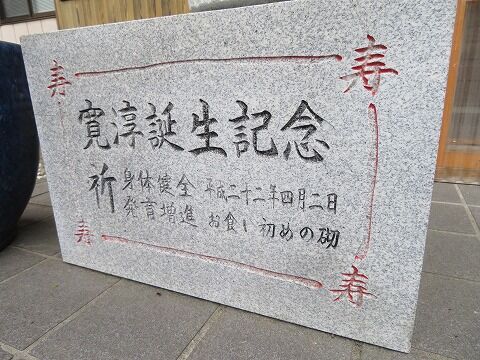 寿 寿
寛淳誕生記念
祈 身体健全 発育増進
平成二十二年四月二日
お食い初めの砌
寿 寿